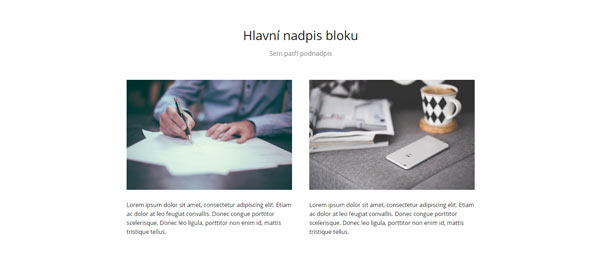 Hlavní nadpis bloku
Sem patří podnadpis
Lorem ipsum dolor sit amet, consectetur adipiscing elit. Etiam
ac dolor at leo feugiat convallis. Donec congue porttitor
scelerisque. Donec leo ligula, porttitor non enim id, mattis
tristique tellus.
Lorem ipsum dolor sit amet, consectetur adipiscing elit. Etiam
ac dolor at leo feugiat convallis. Donec congue porttitor
scelerisque. Donec leo ligula, porttitor non enim id, mattis
tristique tellus.